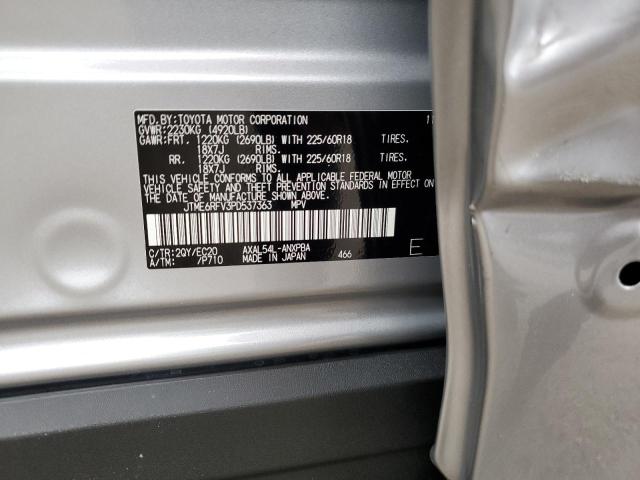 MFD.BY:TOYOTA MOTOR CORPORATION 11
GVWR:2230KG (4920LB)
GAWR:FRT. 1220KG (2690LB) WITH 225/60R18 TIRES.
18X7J RIMS.
RR. 1220KG (2690LB) WITH 225/60R18 TIRES.
18X7J RIMS.
THIS VEHICLE CONFORMS TO ALL APPLICABLE FEDERAL MOTOR
VEHICLE SAFETY AND THEFT PREVENTION STANDARDS IN EFFECT ON
THE DATE OF MANUFACTURE SHOWN ABOVE.
JTME6RFV3PD537363 MPV
C/TR:2QY/EC20 AXAL54L-ANXPBA
A/TM: /P710 MADE IN JAPAN 466 E